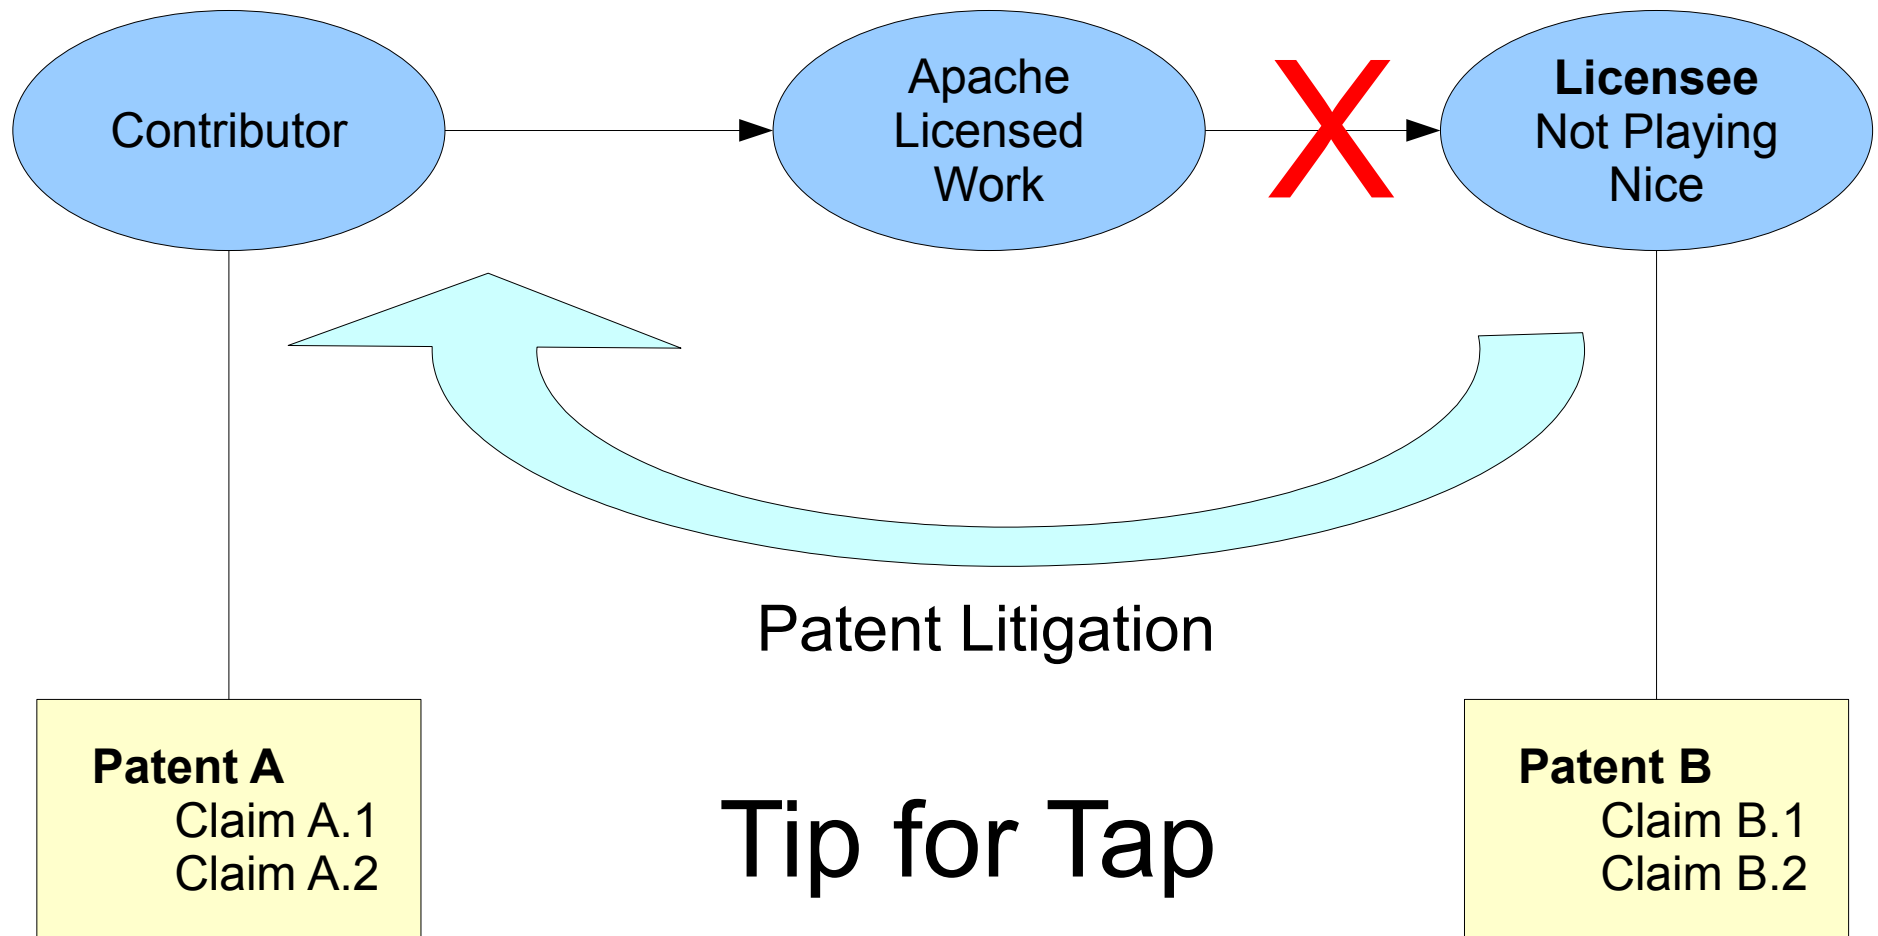 Contributor
Apache
Licensed
Work
X
Licensee
Not Playing
Nice
Patent Litigation
Patent A
Claim A.1
Claim A.2
Tip for Tap
Patent B
Claim B.1
Claim B.2